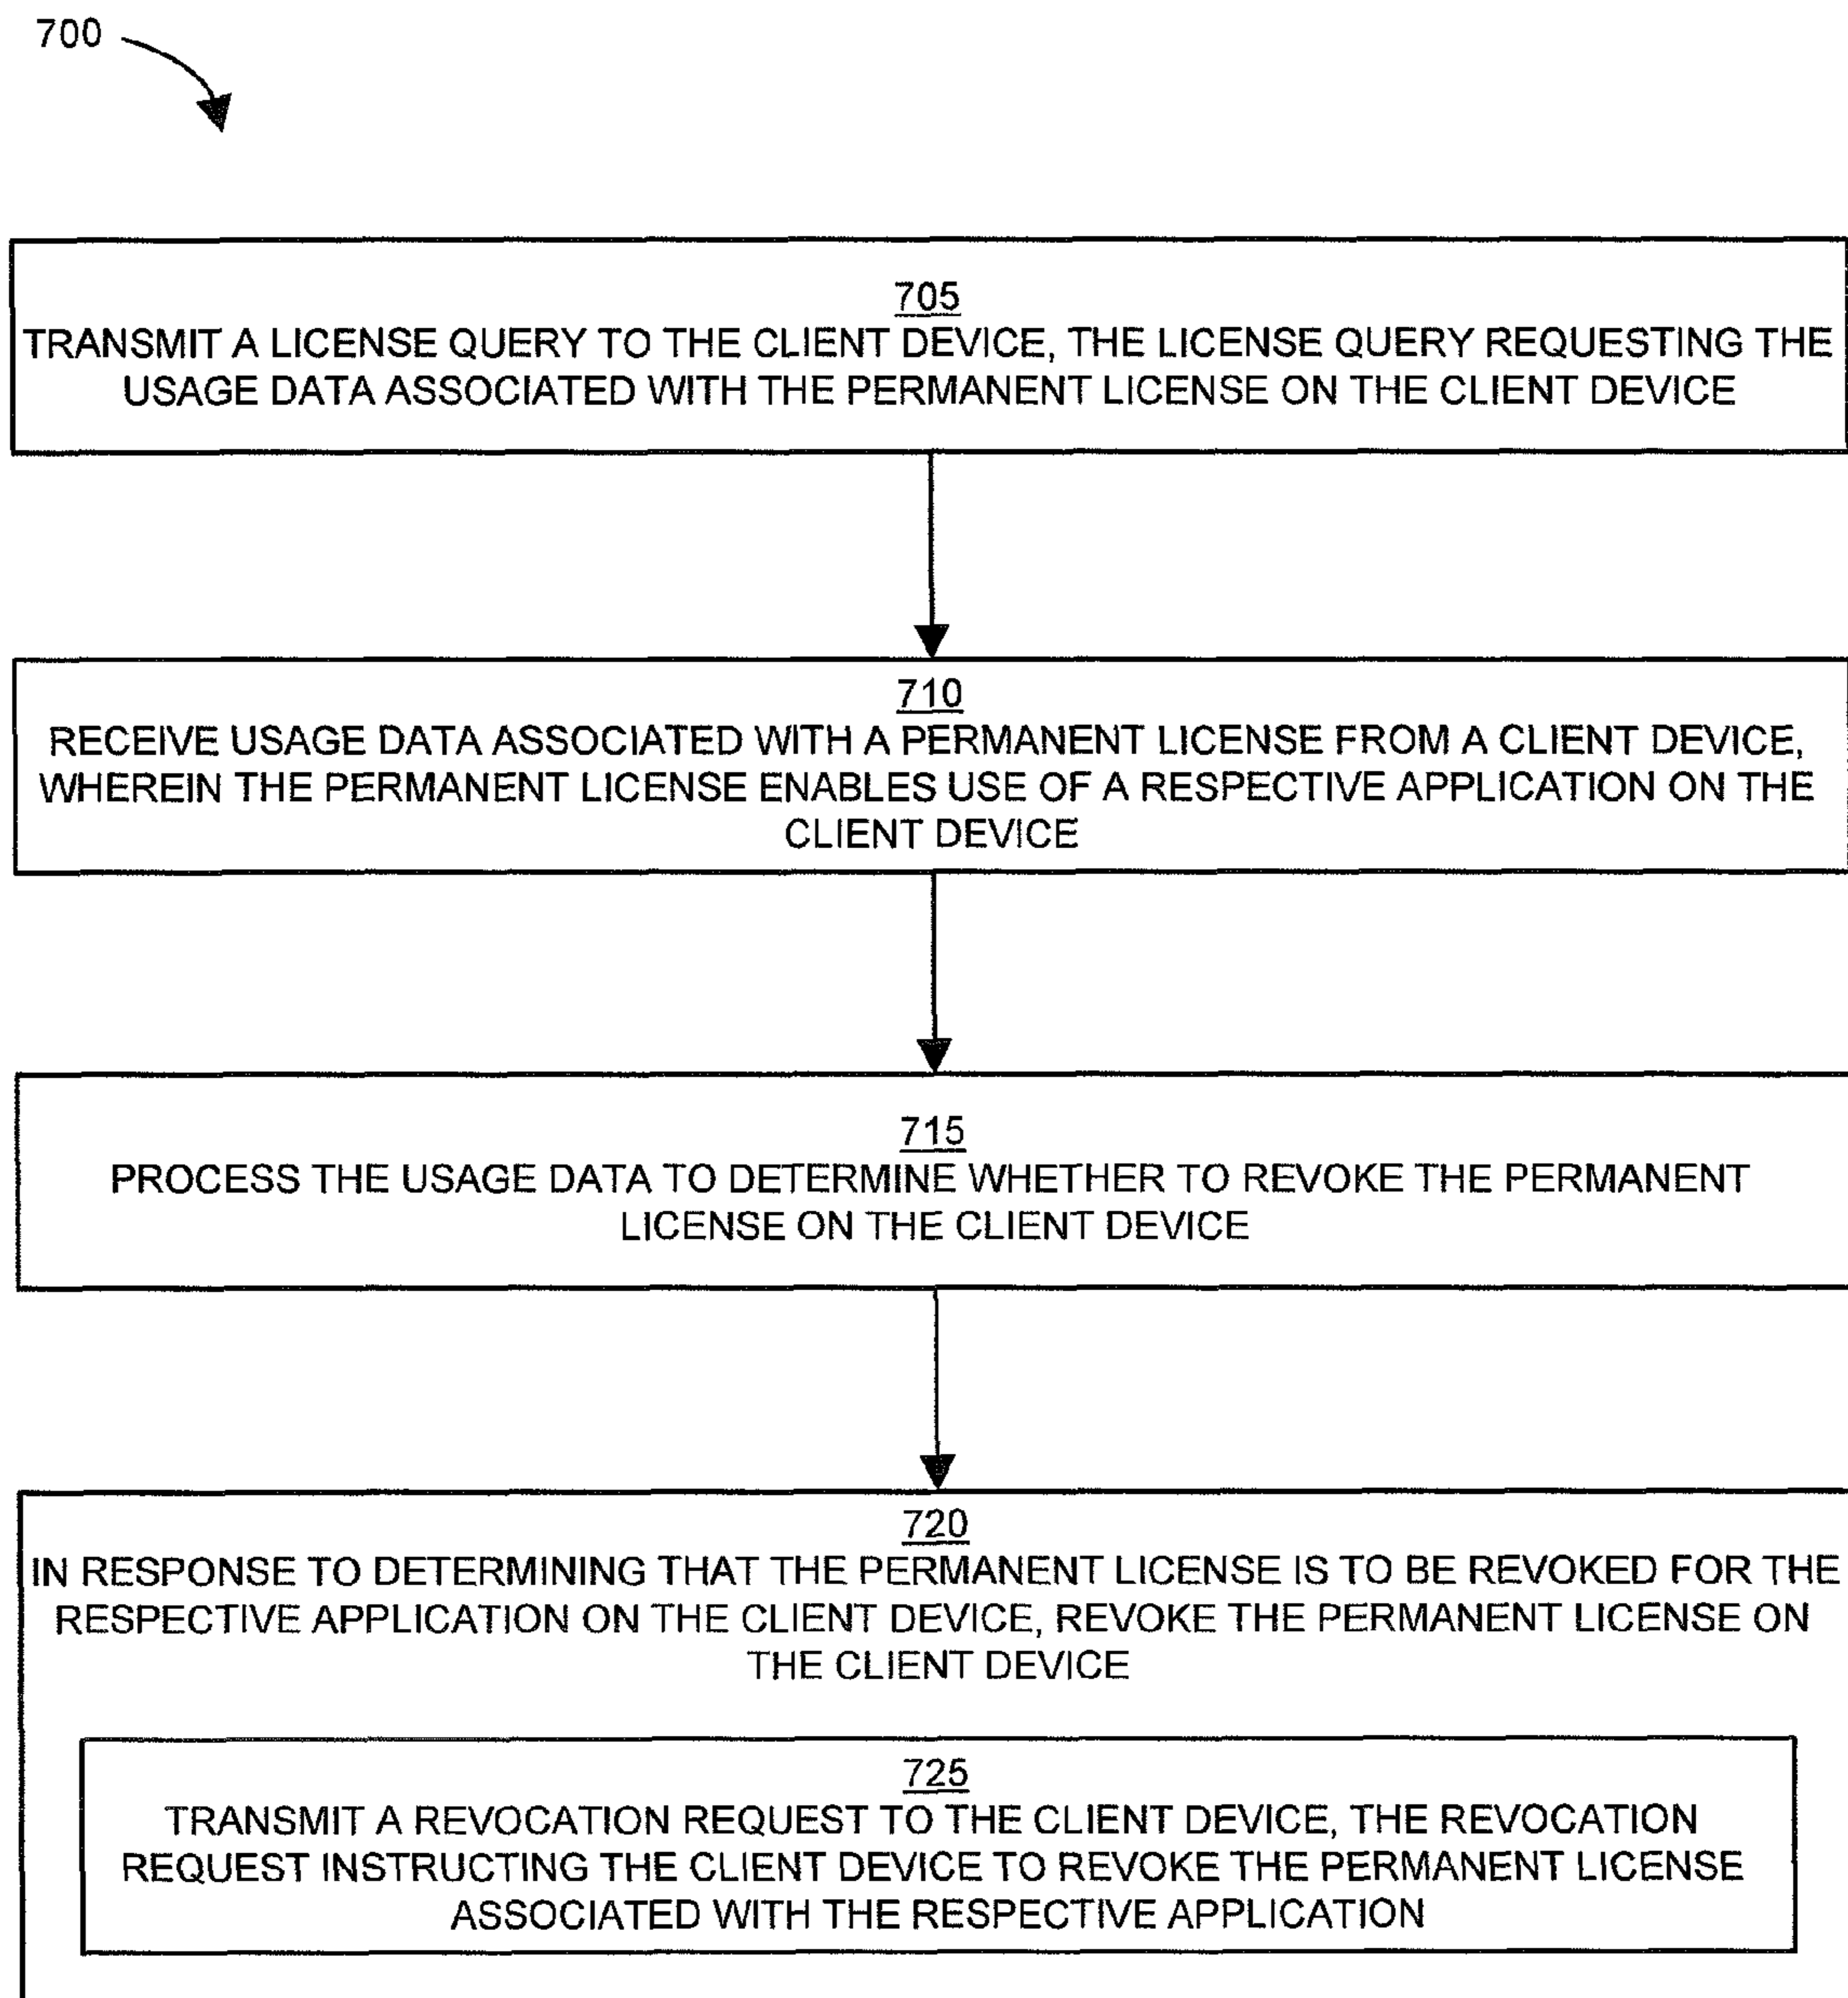 700
705
TRANSMIT A LICENSE QUERY TO THE CLIENT DEVICE, THE LICENSE QUERY REQUESTING THE
USAGE DATA ASSOCIATED WITH THE PERMANENT LICENSE ON THE CLIENT DEVICE
710
RECEIVE USAGE DATA ASSOCIATED WITH A PERMANENT LICENSE FROM A CLIENT DEVICE,
WHEREIN THE PERMANENT LICENSE ENABLES USE OF A RESPECTIVE APPLICATION ON THE
CLIENT DEVICE
715
PROCESS THE USAGE DATA TO DETERMINE WHETHER TO REVOKE THE PERMANENT
LICENSE ON THE CLIENT DEVICE
720
IN RESPONSE TO DETERMINING THAT THE PERMANENT LICENSE IS TO BE REVOKED FOR THE
RESPECTIVE APPLICATION ON THE CLIENT DEVICE, REVOKE THE PERMANENT LICENSE ON
THE CLIENT DEVICE
725
TRANSMIT A REVOCATION REQUEST TO THE CLIENT DEVICE, THE REVOCATION
REQUEST INSTRUCTING THE CLIENT DEVICE TO REVOKE THE PERMANENT LICENSE
ASSOCIATED WITH THE RESPECTIVE APPLICATION